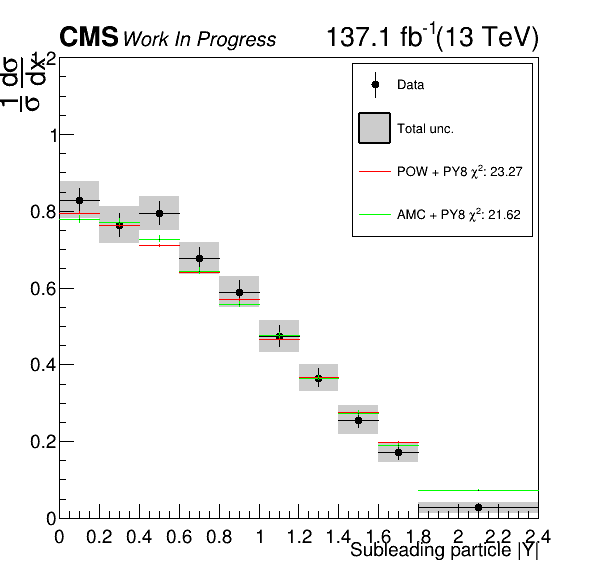 CMS Work In Progress 137.1 fb-1(13 TeV)
1 dσ
σ dx
1.2
1
0.8
0.6
0.4
0.2
0
Data
Total unc.
POW + PY8 χ2: 23.27
AMC + PY8 χ2: 21.62
0 0.2 0.4 0.6 0.8 1 1.2 1.4 1.6 1.8 2 2.2 2.4
Subleading particle |Y|